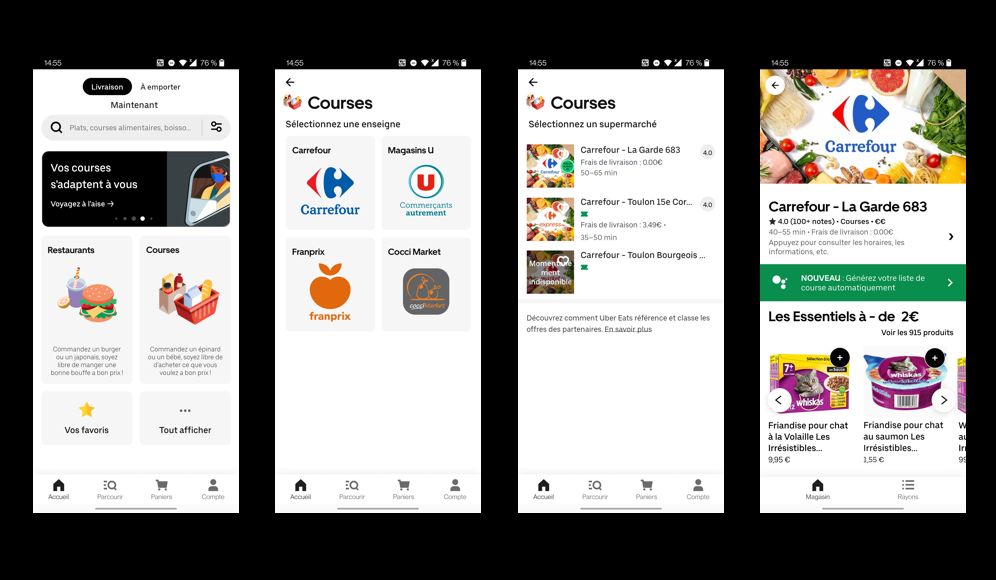 14:55
76 %
Livraison
À emporter
Maintenant
Plats, courses alimentaires, boisso...
Vos courses
s'adaptent à vous
Voyagez à l'aise →
Restaurants
Courses
Commandez un burger
ou un japonais, soyez
libre de manger une
bonne bouffe a bon prix !
Commandez un épinard
ou un bébé, soyez libre de
d'acheter ce que vous
voulez a bon prix !
Vos favoris
Tout afficher
Accueil
Parcourir
Paniers
Compte
14:55
76 %
Courses
Sélectionnez une enseigne
Carrefour
Magasins U
Carrefour
U
Commerçants
autrement
Franprix
Cocci Market
franprix
cocciMarket
Accueil
Parcourir
Paniers
Compte
14:55
76 %
Courses
Sélectionnez un supermarché
Carrefour
Carrefour - La Garde 683
4.0
Frais de livraison : 0.00€
50–65 min
express
Carrefour - Toulon 15e Cor...
4.0
Frais de livraison : 3.49€ •
35–50 min
Momentané
ment
indisponible
Carrefour - Toulon Bourgeois ...
Découvrez comment Uber Eats référence et classe les
offres des partenaires. En savoir plus
Accueil
Parcourir
Paniers
Compte
14:55
76 %
Carrefour
Carrefour - La Garde 683
★ 4.0 (100+ notes) • Courses • €€
40–55 min • Frais de livraison : 0.00€
Appuyez pour consulter les horaires, les
informations, etc.
NOUVEAU : Générez votre liste de
course automatiquement
Les Essentiels à - de 2€
Voir les 915 produits
7+
whiskas
12
whiskas
Friandise pour chat
à la Volaille Les
Irrésistibles...
9,95 €
Friandise pour chat
au saumon Les
Irrésistibles...
1,55 €
W
au
Irr
99
Magasin
Rayons